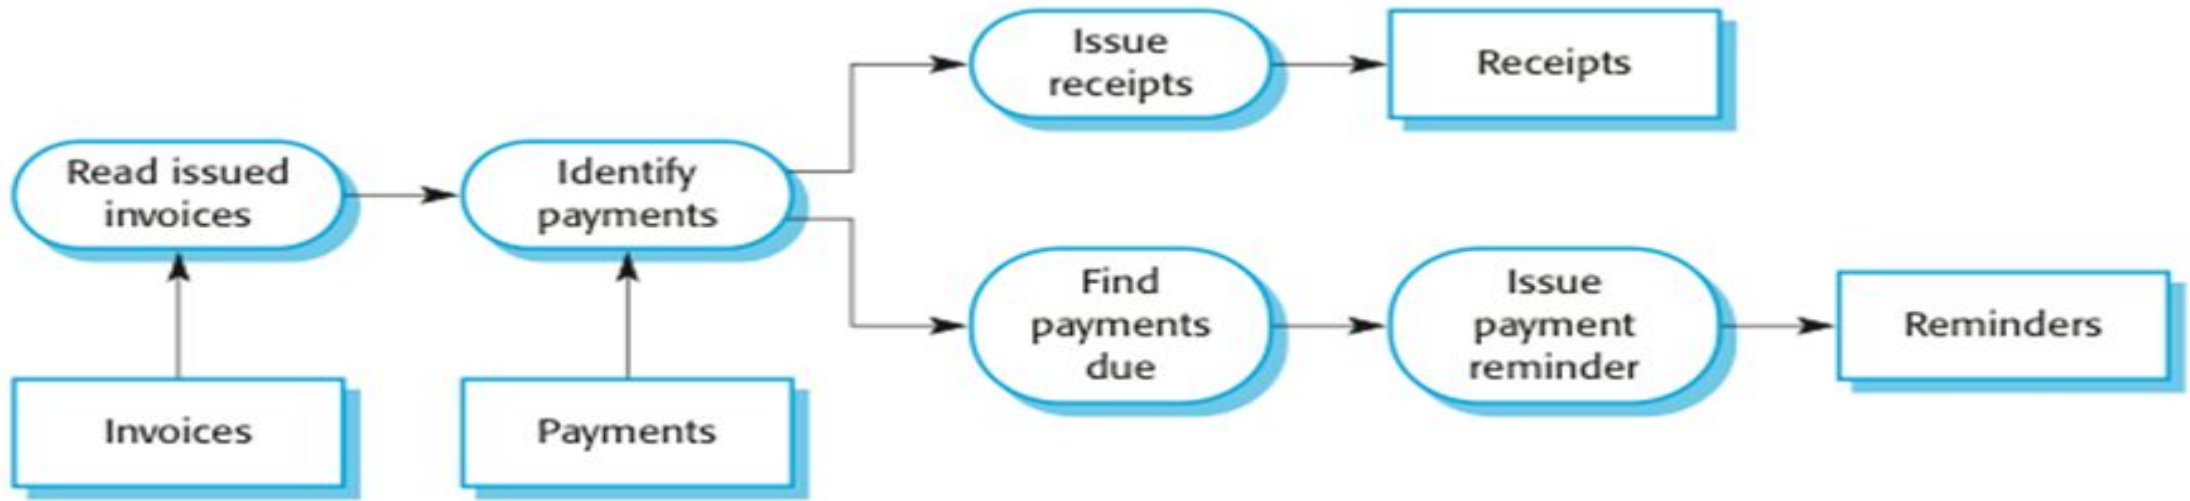 Issue
receipts
Receipts
Read issued
invoices
Identify
payments
Find
payments
due
Issue
payment
reminder
Reminders
Invoices
Payments